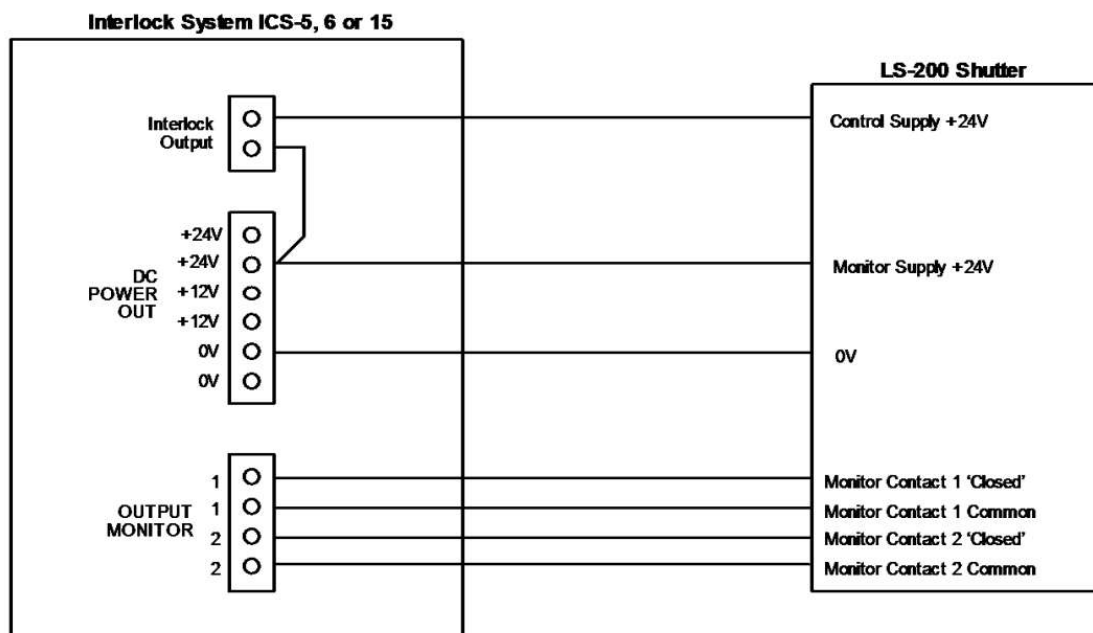 Interlock System ICS-5, 6 or 15
LS-200 Shutter
Interlock
Output
Control Supply +24V
+24V
+24V
+12V
+12V
0V
0V
DC
POWER
OUT
Monitor Supply +24V
0V
OUTPUT
MONITOR
1
1
2
2
Monitor Contact 1 'Closed'
Monitor Contact 1 Common
Monitor Contact 2 'Closed'
Monitor Contact 2 Common